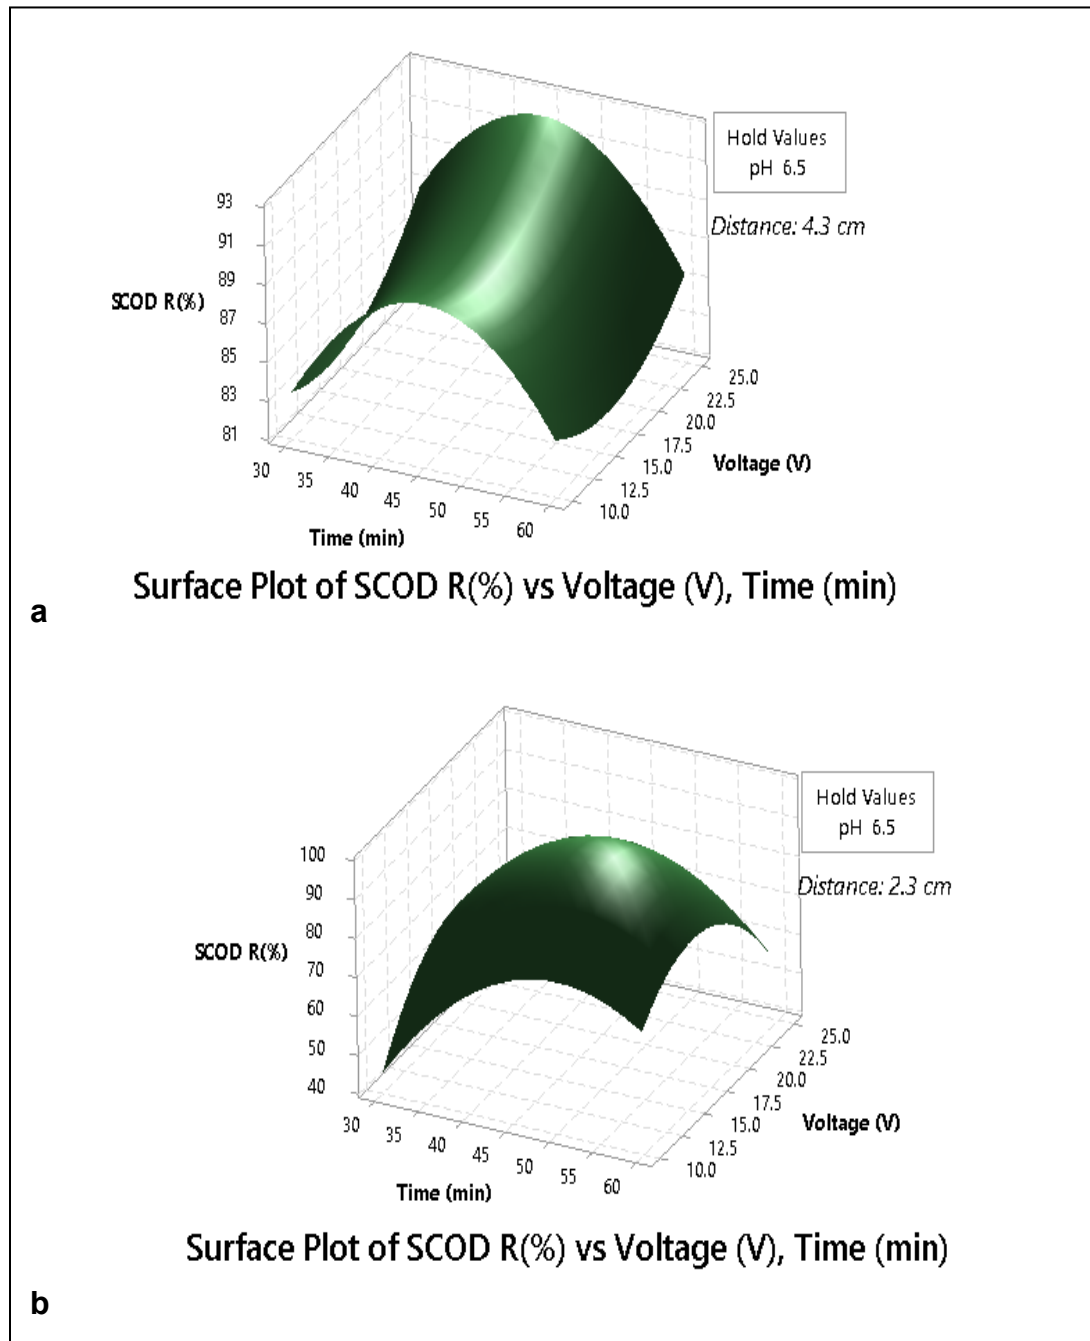 Hold Values
pH 6.5
Distance: 4.3 cm
SCOD R(%)
93
91
89
87
85
83
81
30
35
40
45
50
55
60
Time (min)
10.0
12.5
15.0
17.5
20.0
22.5
25.0
Voltage (V)
Surface Plot of SCOD R(%) vs Voltage (V), Time (min)
a
Hold Values
pH 6.5
Distance: 2.3 cm
SCOD R(%)
100
90
80
70
60
50
40
30
35
40
45
50
55
60
Time (min)
10.0
12.5
15.0
17.5
20.0
22.5
25.0
Voltage (V)
Surface Plot of SCOD R(%) vs Voltage (V), Time (min)
b